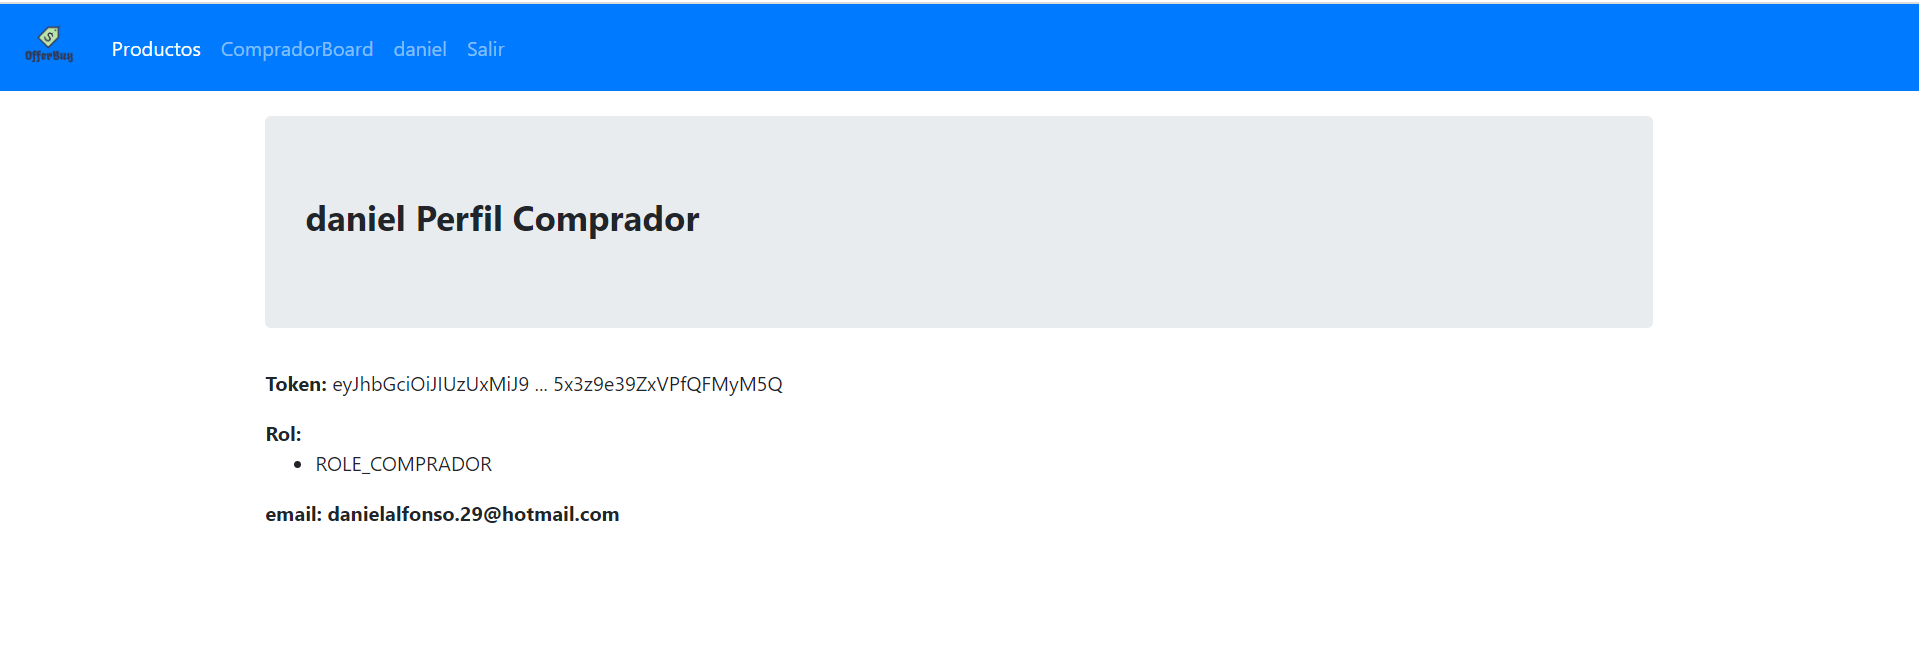 OfferBuy
Productos CompradorBoard daniel Salir
daniel Perfil Comprador
Token: eyJhbGciOiJIUzUxMiJ9 ... 5x3z9e39ZxVPfQFMyM5Q
Rol:
• ROLE_COMPRADOR
email: danielalfonso.29@hotmail.com